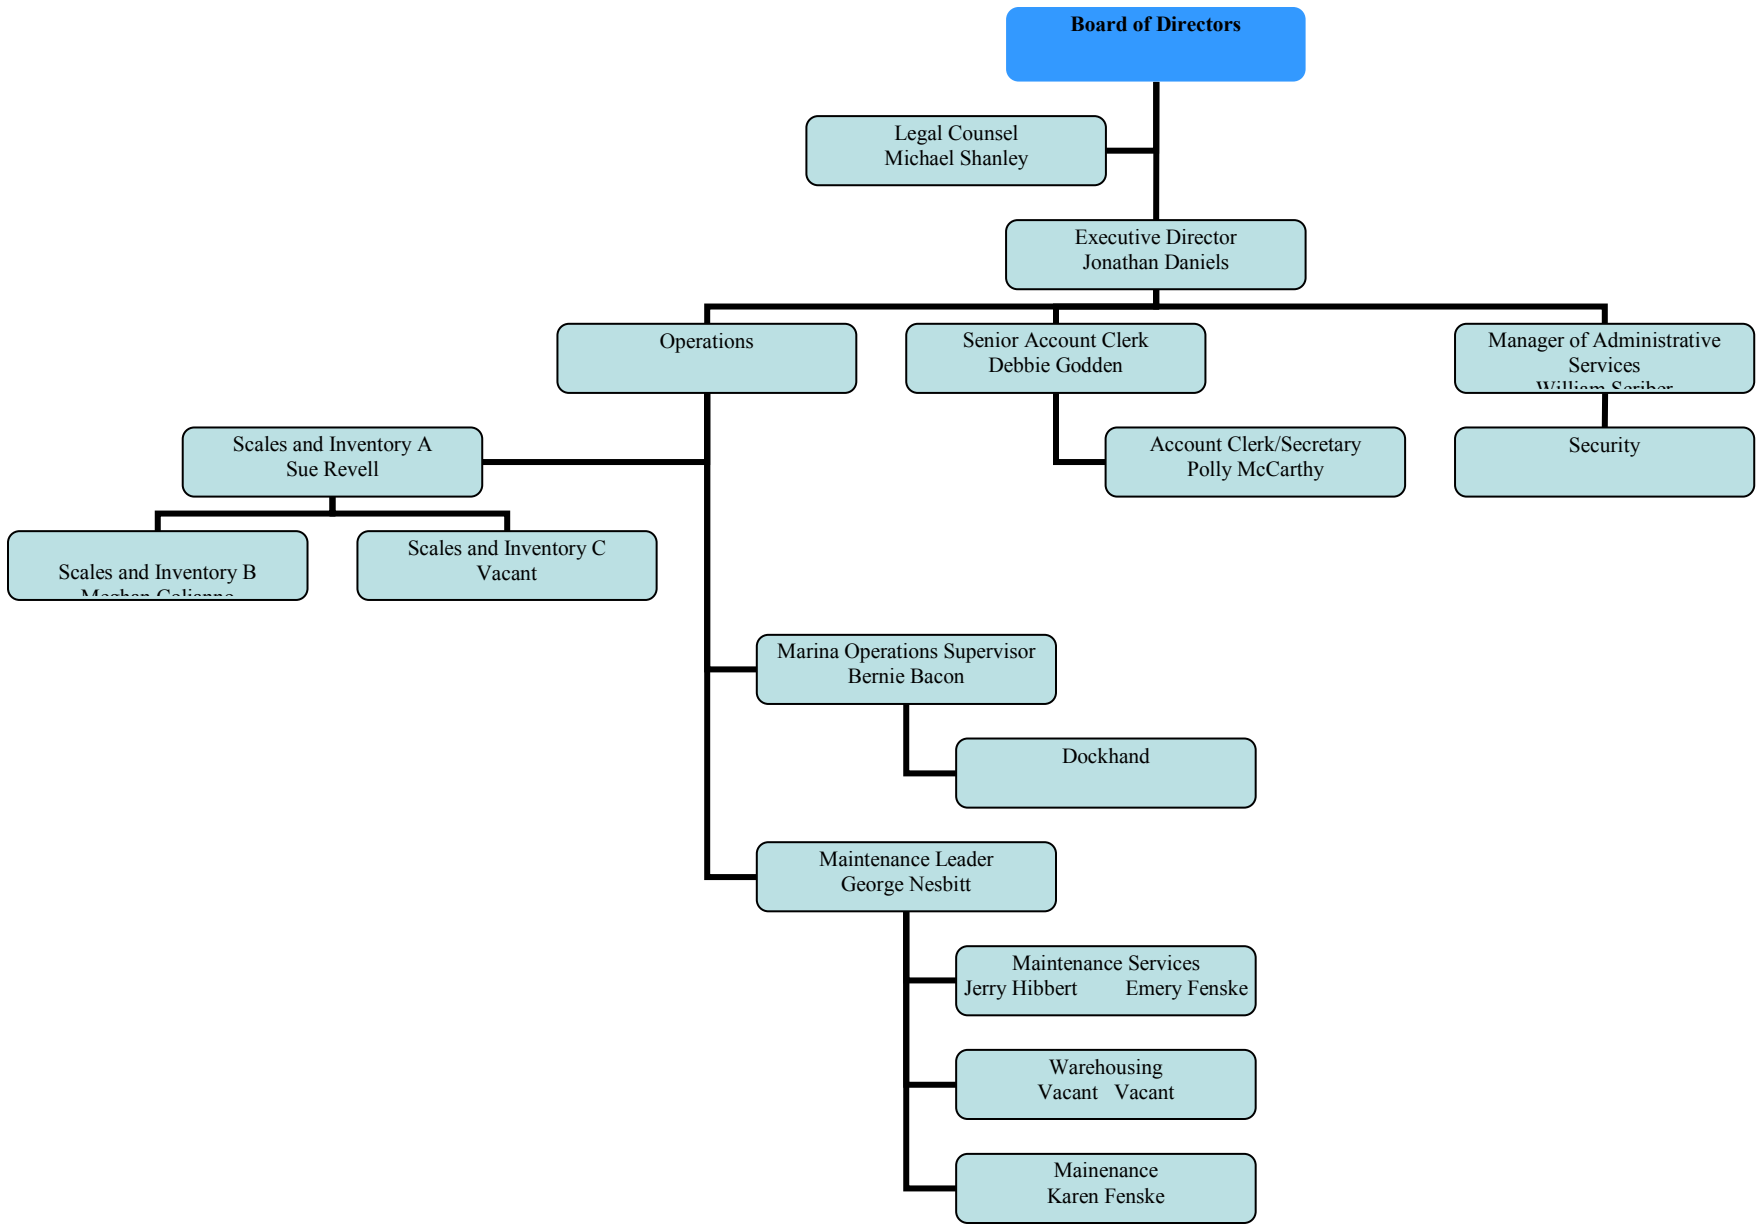 Board of Directors
Legal Counsel
Michael Shanley
Executive Director
Jonathan Daniels
Operations
Senior Account Clerk
Debbie Godden
Manager of Administrative
Services
William Scriber
Scales and Inventory A
Sue Revell
Account Clerk/Secretary
Polly McCarthy
Security
Scales and Inventory B
Meghan
Scales and Inventory C
Vacant
Marina Operations Supervisor
Bernie Bacon
Dockhand
Maintenance Leader
George Nesbitt
Maintenance Services
Jerry Hibbert Emery Fenske
Warehousing
Vacant Vacant
Mainenance
Karen Fenske